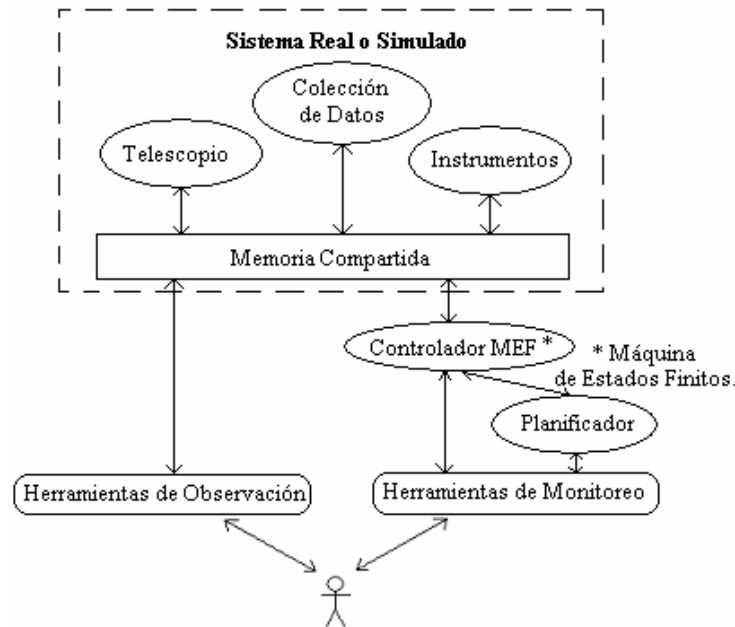 Sistema Real o Simulado
Colección
de Datos
Telescopio
Instrumentos
Memoria Compartida
Controlador MEF *
* Máquina
de Estados Finitos.
Planificador
Herramientas de Observación
Herramientas de Monitoreo